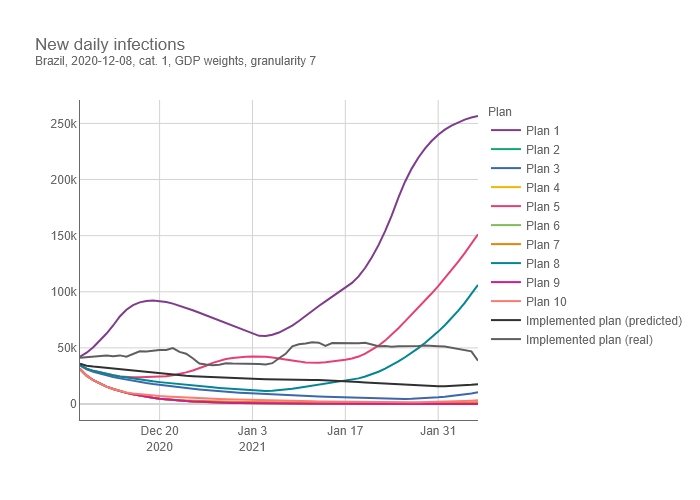 New daily infections
Brazil, 2020-12-08, cat. 1, GDP weights, granularity 7
250k
200k
150k
100k
50k
0
Dec 20
2020
Jan 3
2021
Jan 17
Jan 31
Plan
Plan 1
Plan 2
Plan 3
Plan 4
Plan 5
Plan 6
Plan 7
Plan 8
Plan 9
Plan 10
Implemented plan (predicted)
Implemented plan (real)